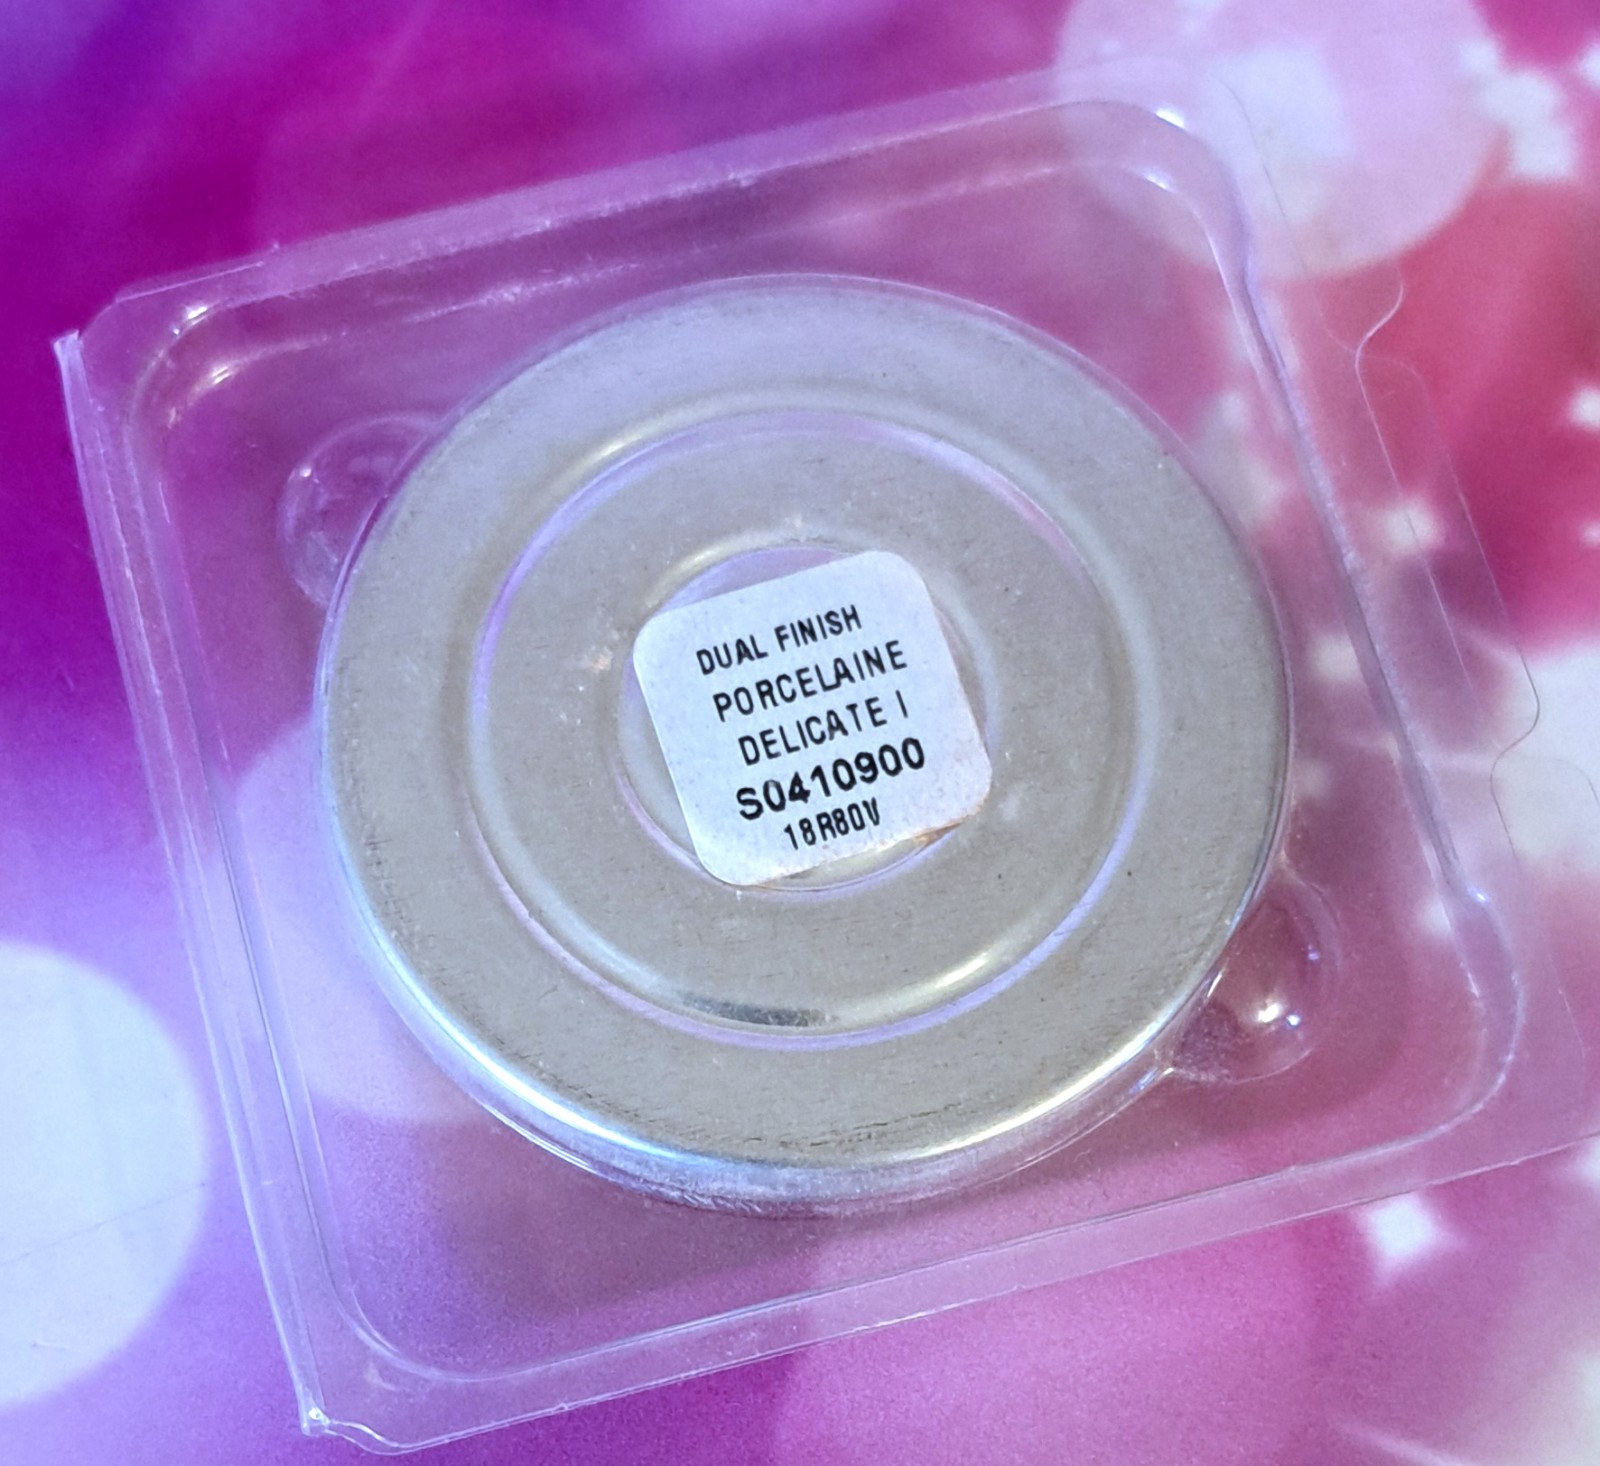 DUAL FINISH
PORCELAINE
DELICATE I
S0410900
18R80V